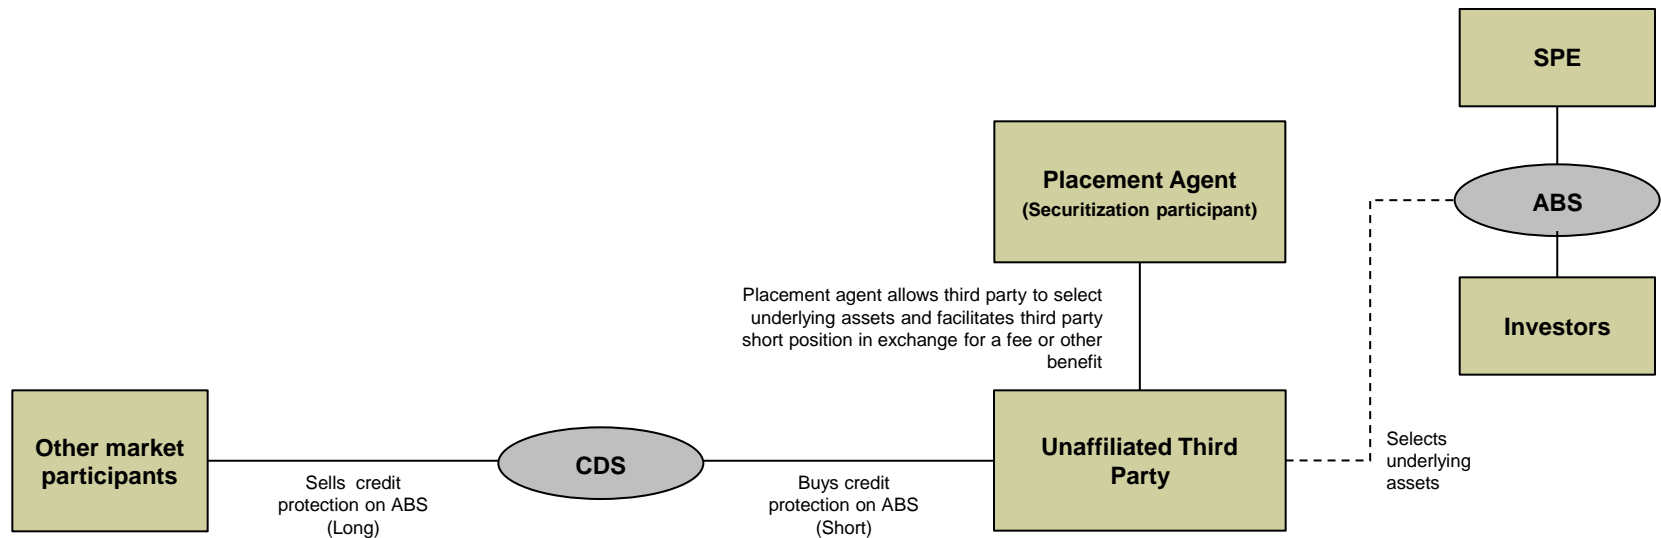 SPE
Placement Agent
(Securitization participant)
ABS
Placement agent allows third party to select
underlying assets and facilitates third party
short position in exchange for a fee or other
benefit
Investors
Other market
participants
Sells credit
protection on ABS
(Long)
CDS
Buys credit
protection on ABS
(Short)
Unaffiliated Third
Party
Selects
underlying
assets